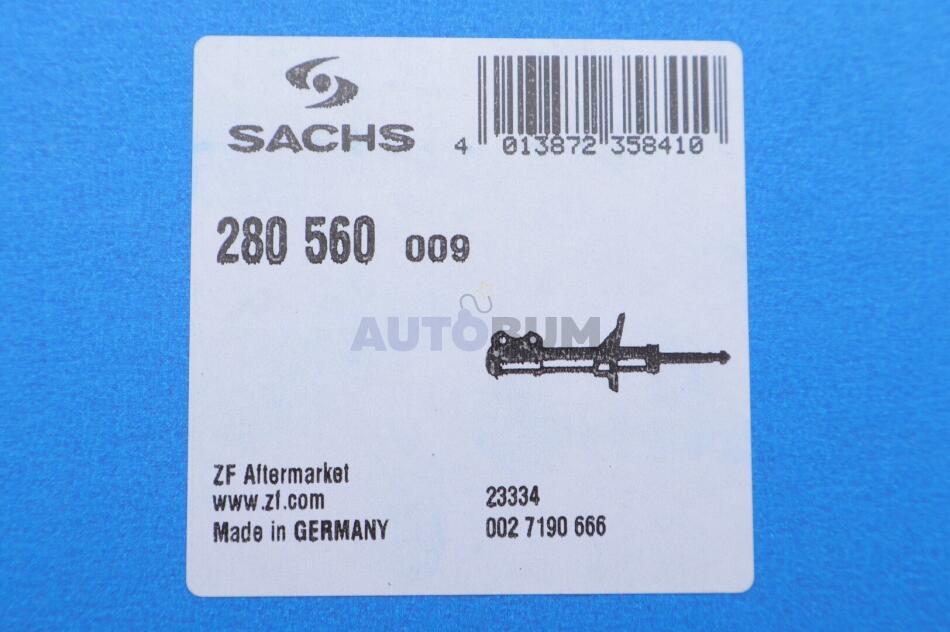 SACHS
4 013872 358410
280 560 009
AUTOBUM
ZF Aftermarket
www.zf.com
Made in GERMANY
23334
002 7190 666